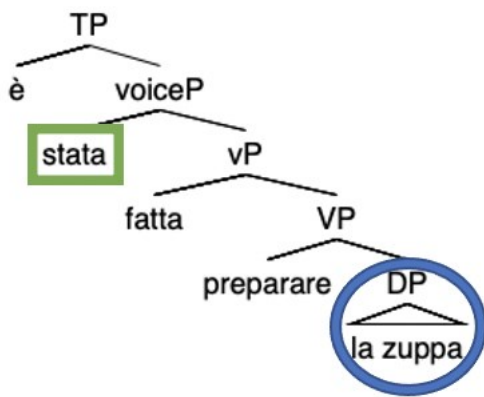 TP
è voiceP
stata vP
fatta VP
preparare DP
la zuppa